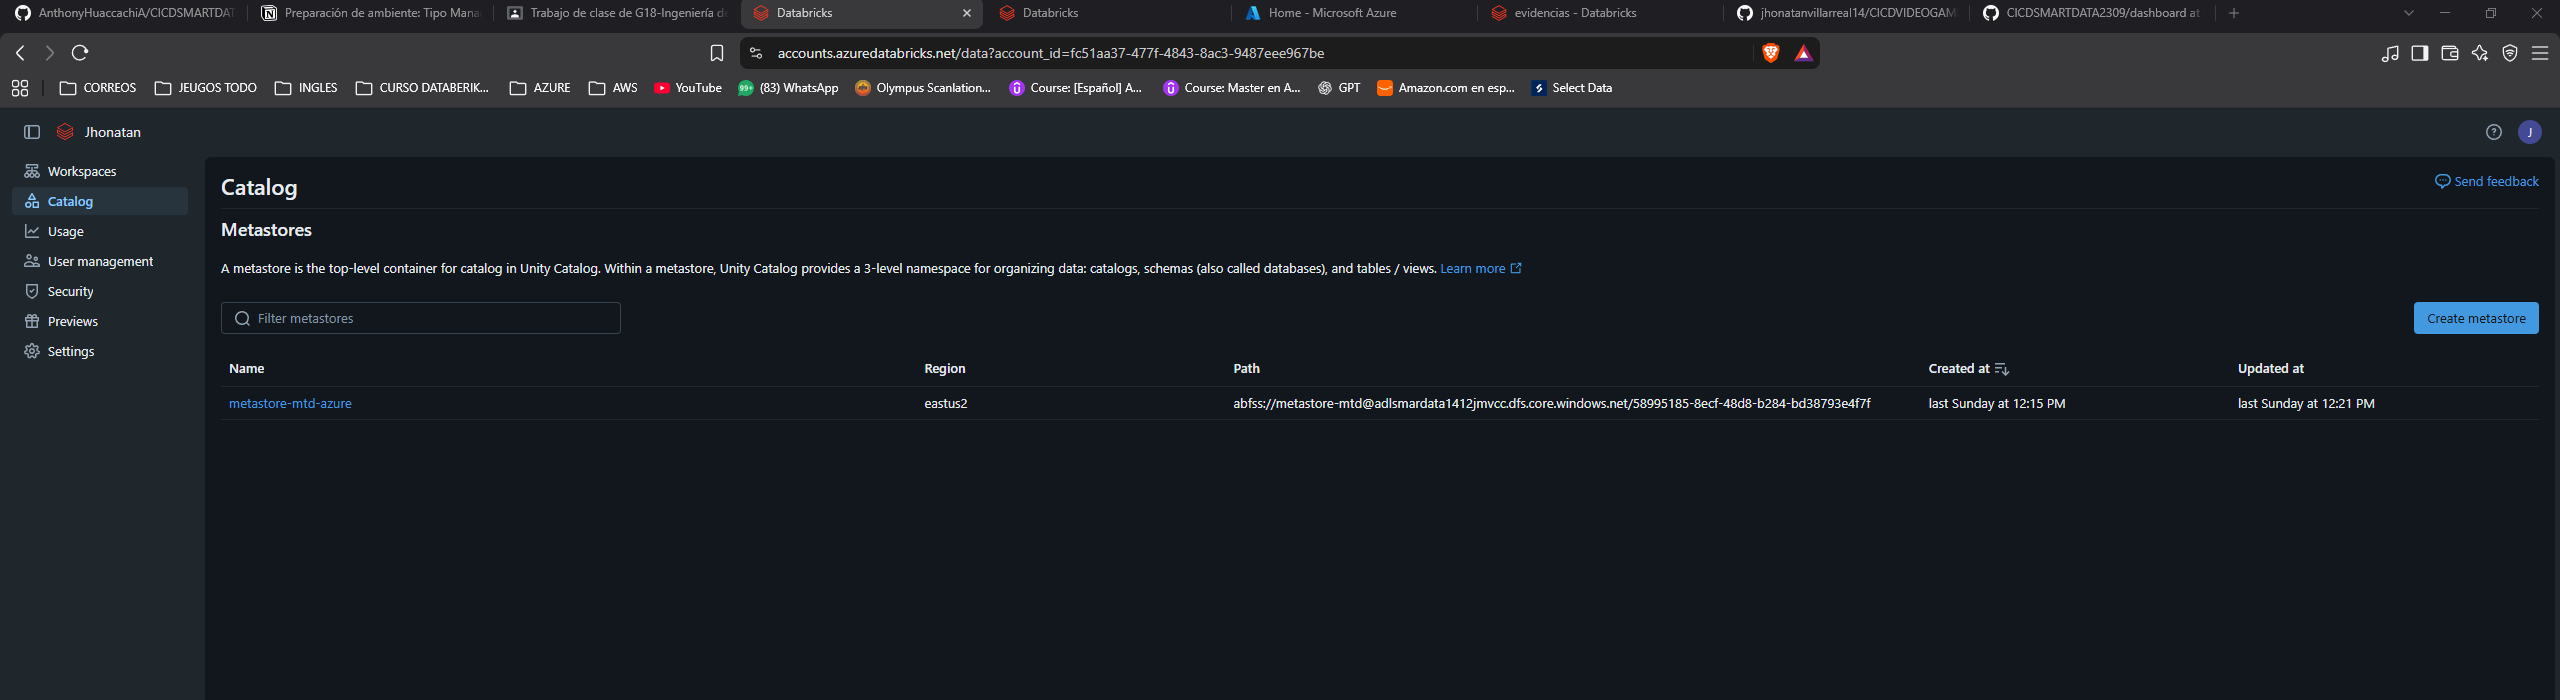 AnthonyHuaccachiA/CICDSMARTDAT
Preparación de ambiente: Tipo Mana
Trabajo de clase de G18-Ingeniería de
Databricks
Databricks
Home - Microsoft Azure
evidencias - Databricks
jhonatanvillarreal14/CICDVIDEOGAM
CICDSMARTDATA2309/dashboard at
accounts.azuredatabricks.net/data?account_id=fc51aa37-477f-4843-8ac3-9487eee967be
CORREOS
JEUGOS TODO
INGLES
CURSO DATABERIK...
AZURE
AWS
YouTube
99+
(83) WhatsApp
Olympus Scanlation...
Course: [Español] A...
Course: Master en A...
GPT
Amazon.com en esp...
Select Data
Jhonatan
J
Workspaces
Catalog
Usage
User management
Security
Previews
Settings
Catalog
Send feedback
Metastores
A metastore is the top-level container for catalog in Unity Catalog. Within a metastore, Unity Catalog provides a 3-level namespace for organizing data: catalogs, schemas (also called databases), and tables / views. Learn more
Filter metastores
Create metastore
Name Region Path Created at Updated at
metastore-mtd-azure eastus2 abfss://metastore-mtd@adlsmardata1412jmvcc.dfs.core.windows.net/58995185-8ecf-48d8-b284-bd38793e4f7f last Sunday at 12:15 PM last Sunday at 12:21 PM